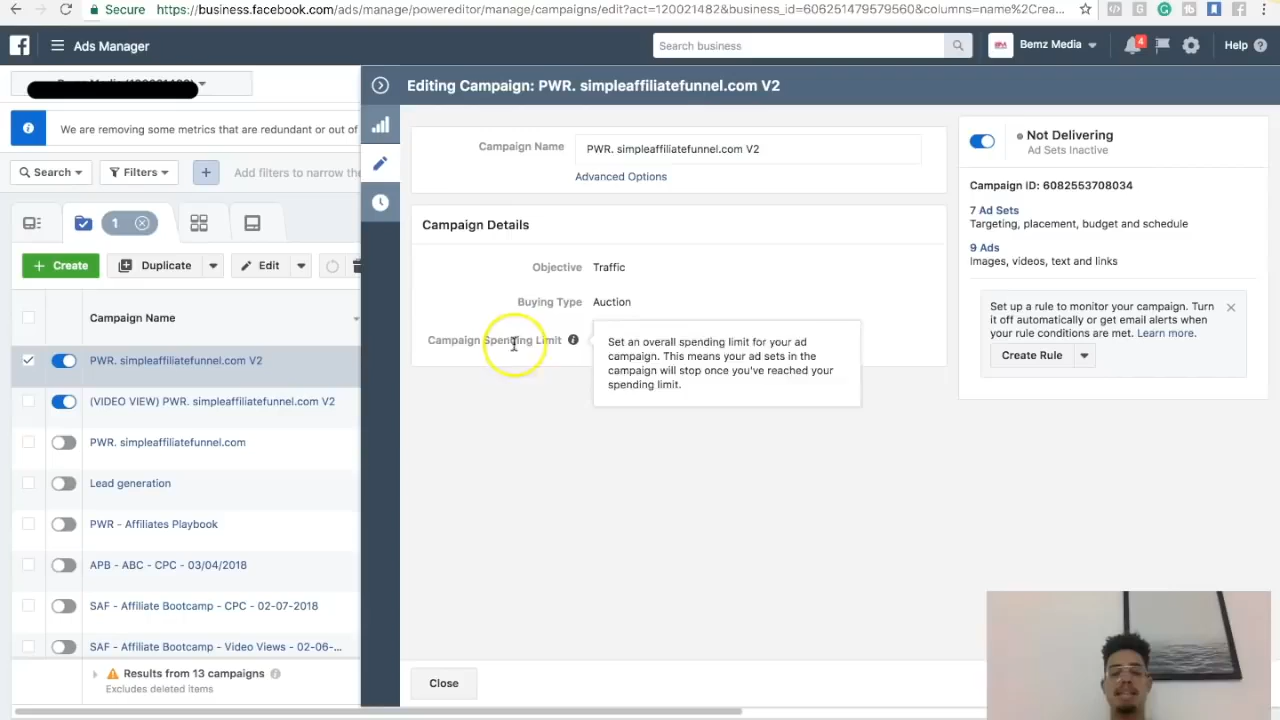 Secure
https://business.facebook.com/ads/manage/powereditor/manage/campaigns/edit?act=120021482&business_id=606251479579560&columns=name%2Crea...
Ads Manager
Search business
Bemz Media
4
Help
Editing Campaign: PWR. simpleaffiliatefunnel.com V2
We are removing some metrics that are redundant or out of
Search
Filters
Add filters to narrow the
1
Create
Duplicate
Edit
Campaign Name
PWR. simpleaffiliatefunnel.com V2
(VIDEO VIEW) PWR. simpleaffiliatefunnel.com V2
PWR. simpleaffiliatefunnel.com
Lead generation
PWR - Affiliates Playbook
APB - ABC - CPC - 03/04/2018
SAF - Affiliate Bootcamp - CPC - 02-07-2018
SAF - Affiliate Bootcamp - Video Views - 02-06-...
Results from 13 campaigns
Excludes deleted items
Campaign Name
PWR. simpleaffiliatefunnel.com V2
Advanced Options
Campaign Details
Objective
Traffic
Buying Type
Auction
Campaign Spending Limit
Set an overall spending limit for your ad
campaign. This means your ad sets in the
campaign will stop once you've reached your
spending limit.
Close
Not Delivering
Ad Sets Inactive
Campaign ID: 6082553708034
7 Ad Sets
Targeting, placement, budget and schedule
9 Ads
Images, videos, text and links
Set up a rule to monitor your campaign. Turn
it off automatically or get email alerts when
your rule conditions are met. Learn more.
Create Rule